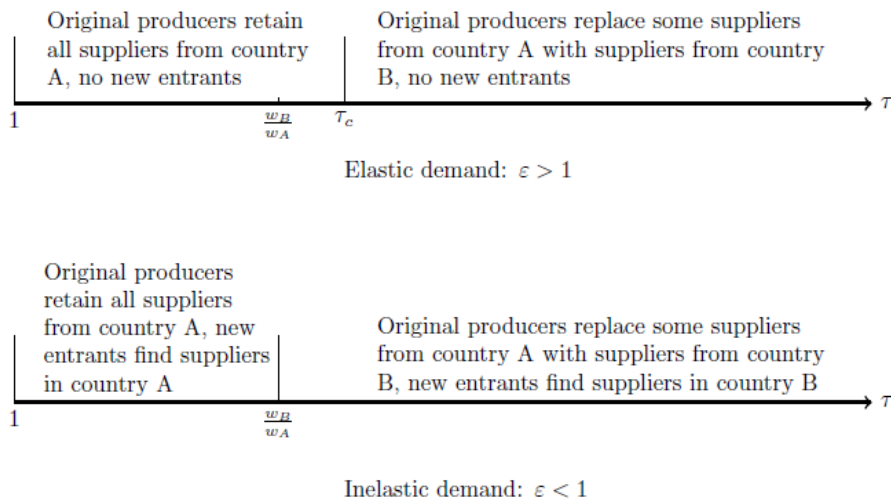 Original producers retain
all suppliers from country
A, no new entrants
Original producers replace some suppliers
from country A with suppliers from country
B, no new entrants
1
w_B/w_A
τ_c
τ
Elastic demand: ε > 1
Original producers
retain all suppliers
from country A, new
entrants find suppliers
in country A
Original producers replace some suppliers
from country A with suppliers from country
B, new entrants find suppliers in country B
1
w_B/w_A
τ
Inelastic demand: ε < 1